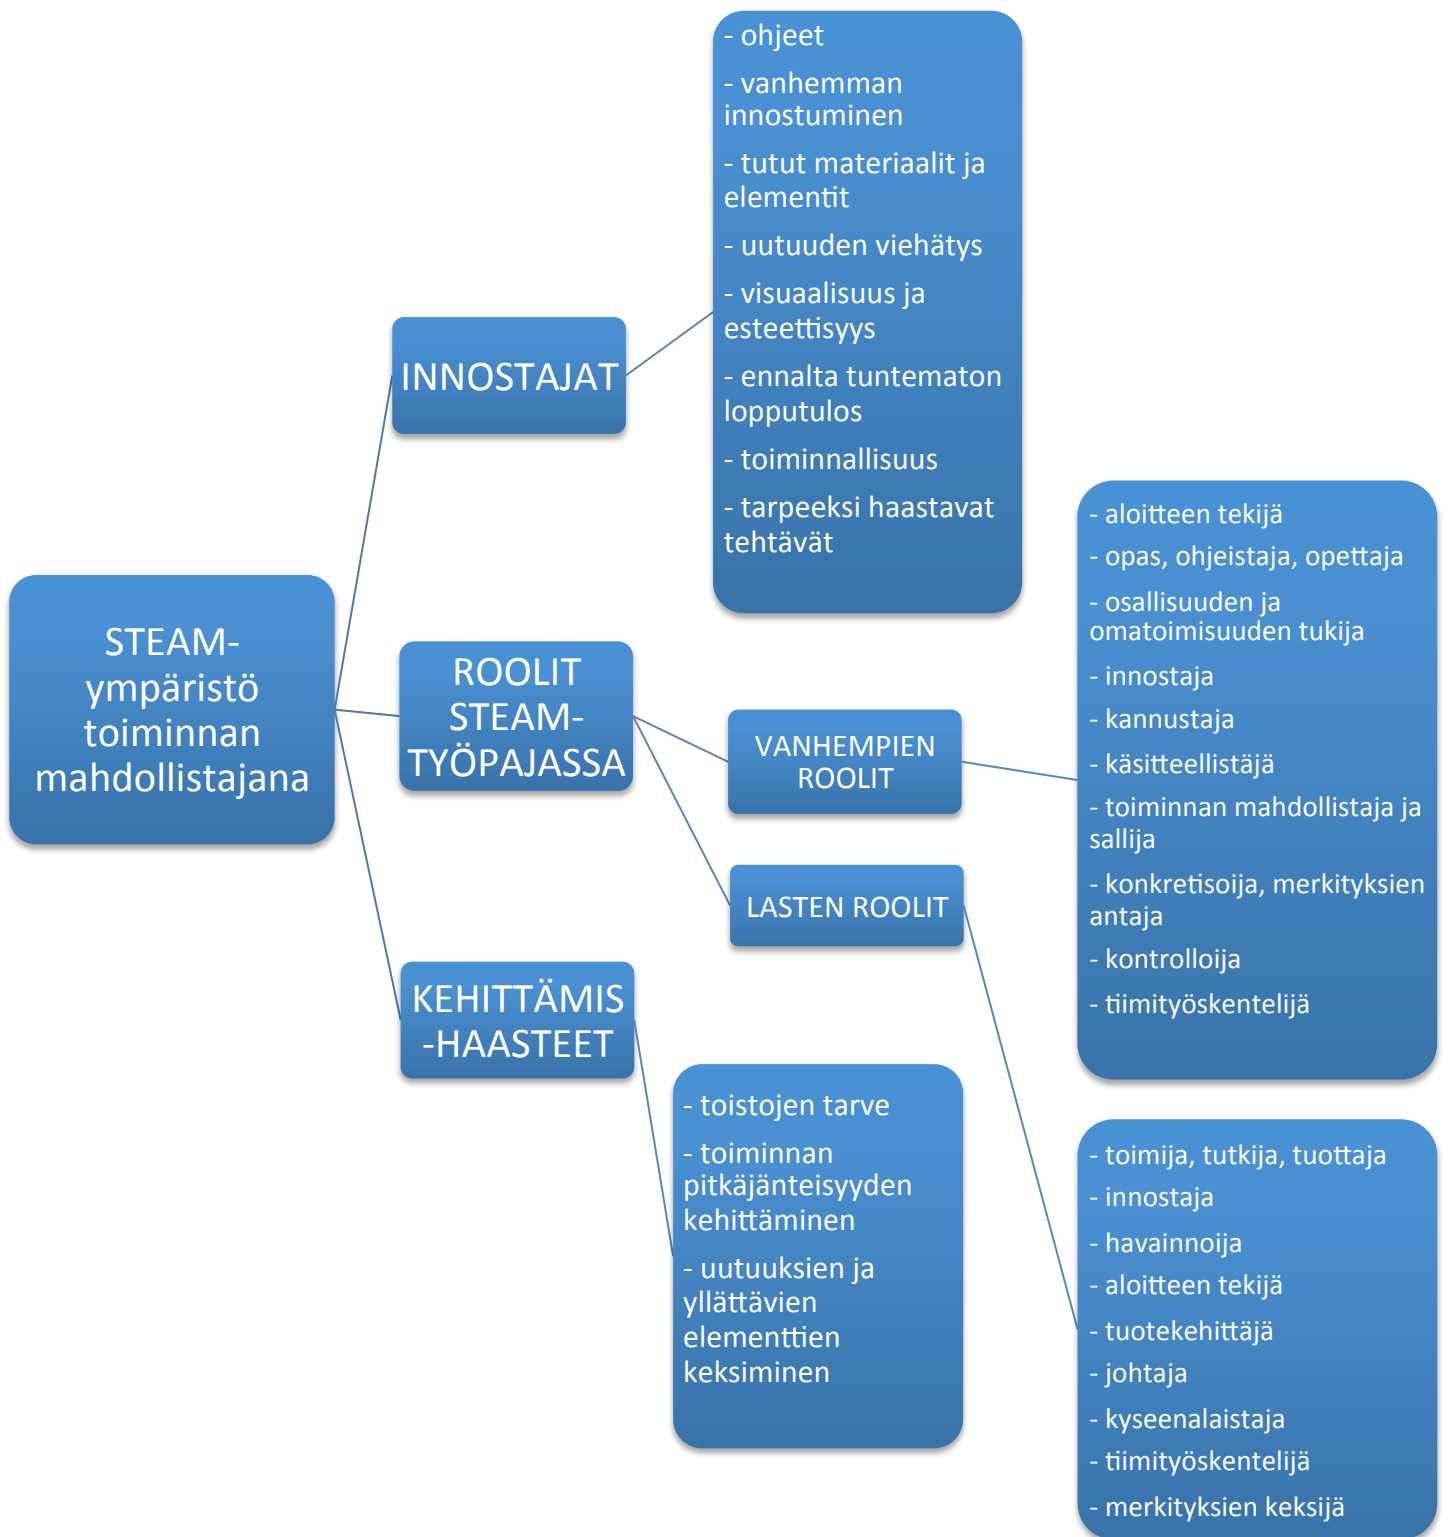 STEAM-
ympäristö
toiminnan
mahdollistajana
INNOSTAJAT
- ohjeet
- vanhemman
innostuminen
- tutut materiaalit ja
elementit
- uutuuden viehätys
- visuaalisuus ja
esteettisyys
- ennalta tuntematon
lopputulos
- toiminnallisuus
- tarpeeksi haastavat
tehtävät
ROOLIT
STEAM-
TYÖPAJASSA
VANHEMPIEN
ROOLIT
- aloitteen tekijä
- opas, ohjeistaja, opettaja
- osallisuuden ja
omatoimisuuden tukija
- innostaja
- kannustaja
- käsitteellistäjä
- toiminnan mahdollistaja ja
sallija
- konkretisoija, merkityksien
antaja
- kontrolloija
- tiimityöskentelijä
LASTEN ROOLIT
- toimija, tutkija, tuottaja
- innostaja
- havainnoija
- aloitteen tekijä
- tuotekehittäjä
- johtaja
- kyseenalaistaja
- tiimityöskentelijä
- merkityksien keksijä
KEHITTÄMIS
-HAASTEET
- toistojen tarve
- toiminnan
pitkäjänteisyyden
kehittäminen
- uutuuksien ja
yllättävien
elementtien
keksiminen